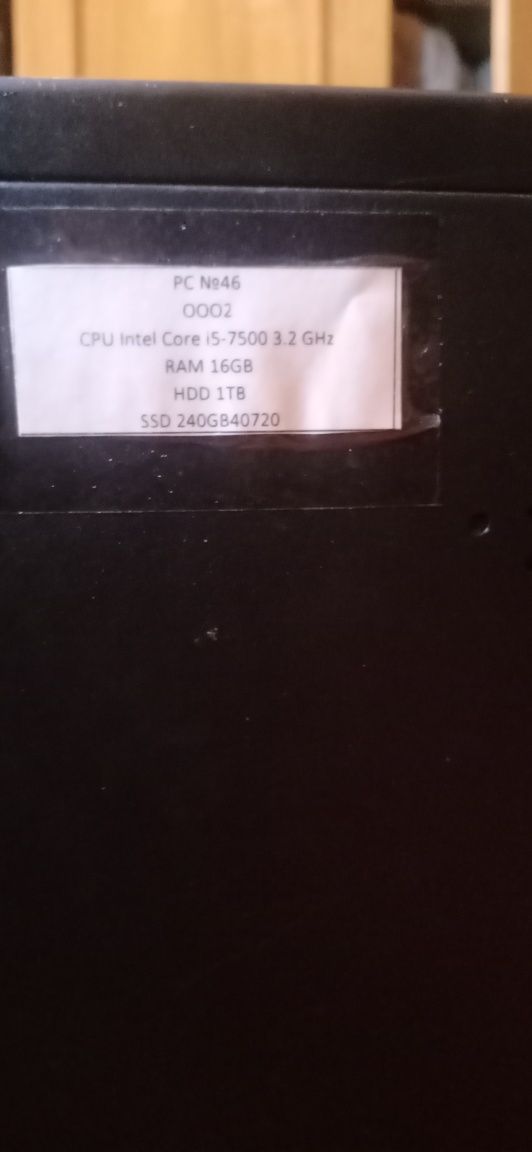 PC №46
OOO2
CPU Intel Core i5-7500 3.2 GHz
RAM 16GB
HDD 1TB
SSD 240GB40720